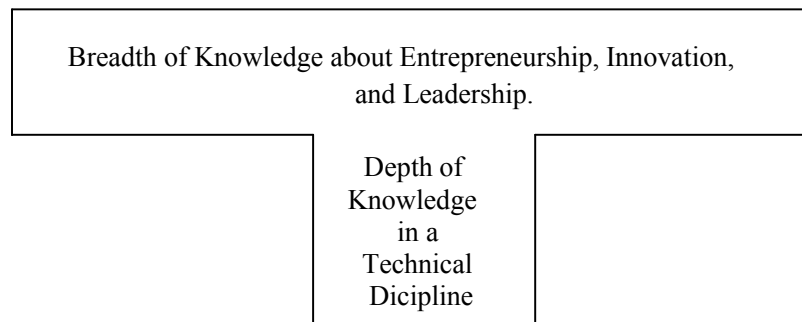 Breadth of Knowledge about Entrepreneurship, Innovation,
and Leadership.
Depth of
Knowledge
in a
Technical
Dicipline